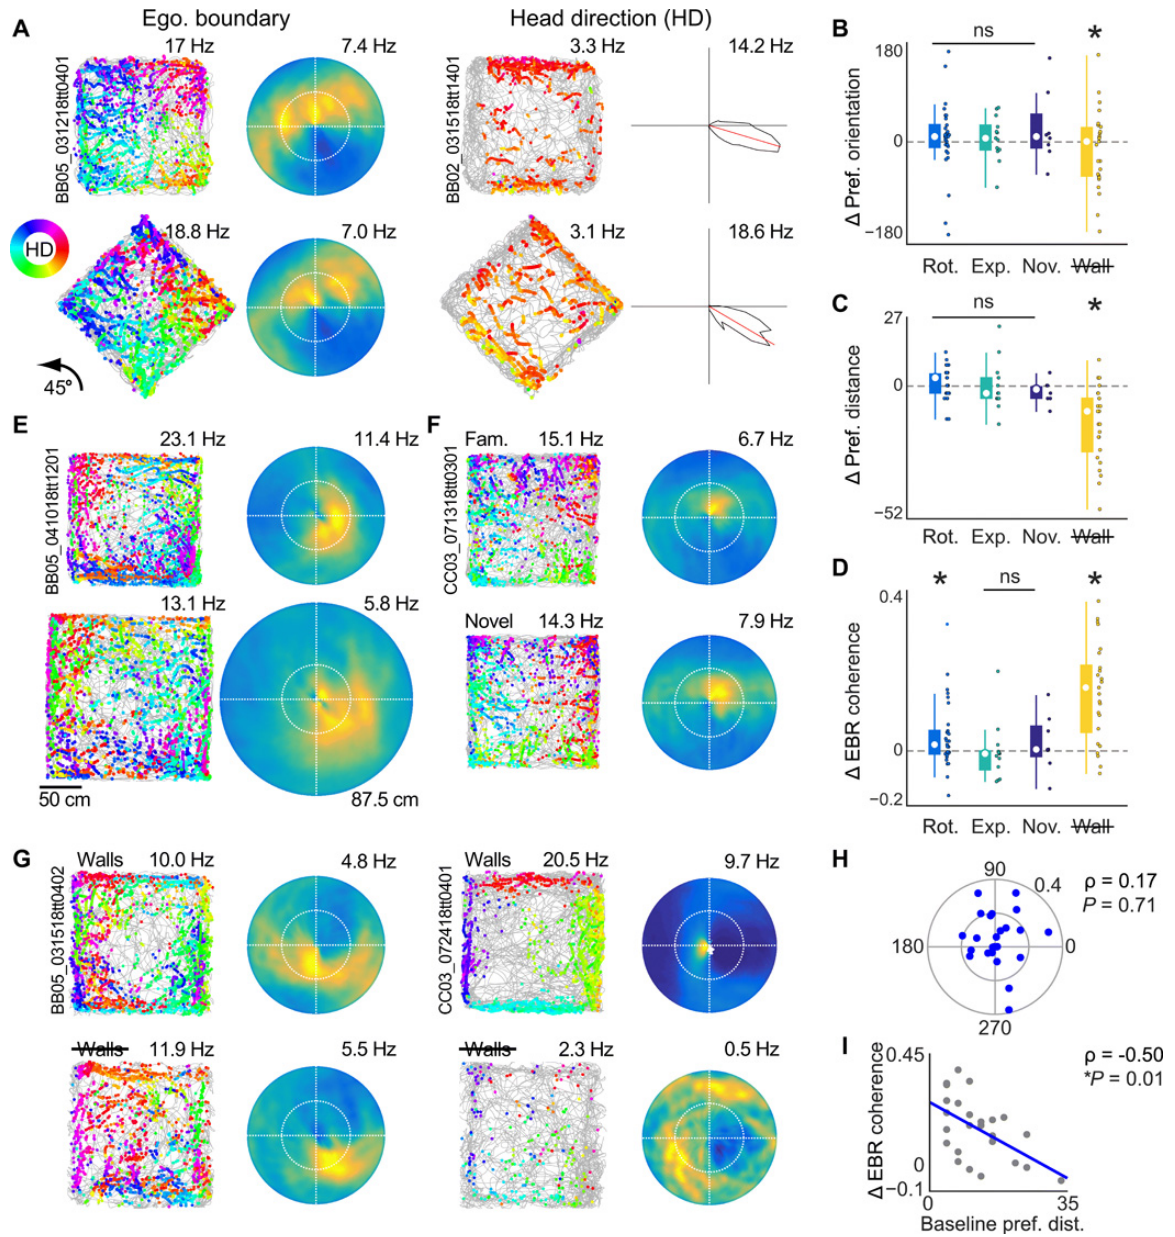 Ego. boundary
Head direction (HD)
A
17 Hz
7.4 Hz
3.3 Hz
14.2 Hz
BB05_031218tt0401
BB02_031518tt1401
HD
18.8 Hz
7.0 Hz
3.1 Hz
18.6 Hz
45°
B
ns
*
180
0
−180
Δ Pref. orientation
Rot. Exp. Nov. Wall
C
ns
*
27
0
−52
Δ Pref. distance
Rot. Exp. Nov. Wall
D
*
ns
*
0.4
0
−0.2
Δ EBR coherence
Rot. Exp. Nov. Wall
E
23.1 Hz
11.4 Hz
BB05_041018tt1201
13.1 Hz
5.8 Hz
50 cm
87.5 cm
F
Fam. 15.1 Hz
6.7 Hz
CC03_071318tt0301
Novel 14.3 Hz
7.9 Hz
G
Walls 10.0 Hz
4.8 Hz
Walls 20.5 Hz
9.7 Hz
BB05_031518tt0402
CC03_072418tt0401
Walls 11.9 Hz
5.5 Hz
Walls 2.3 Hz
0.5 Hz
H
90
0.4
180
0
270
ρ = 0.17
P = 0.71
I
0.45
0
−0.1
Δ EBR coherence
0 35
Baseline pref. dist.
ρ = -0.50
*P = 0.01